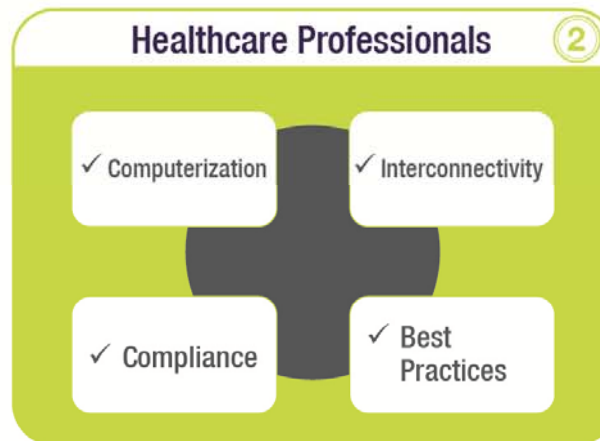 Healthcare Professionals 2
✓ Computerization
✓ Interconnectivity
✓ Compliance
✓ Best
Practices